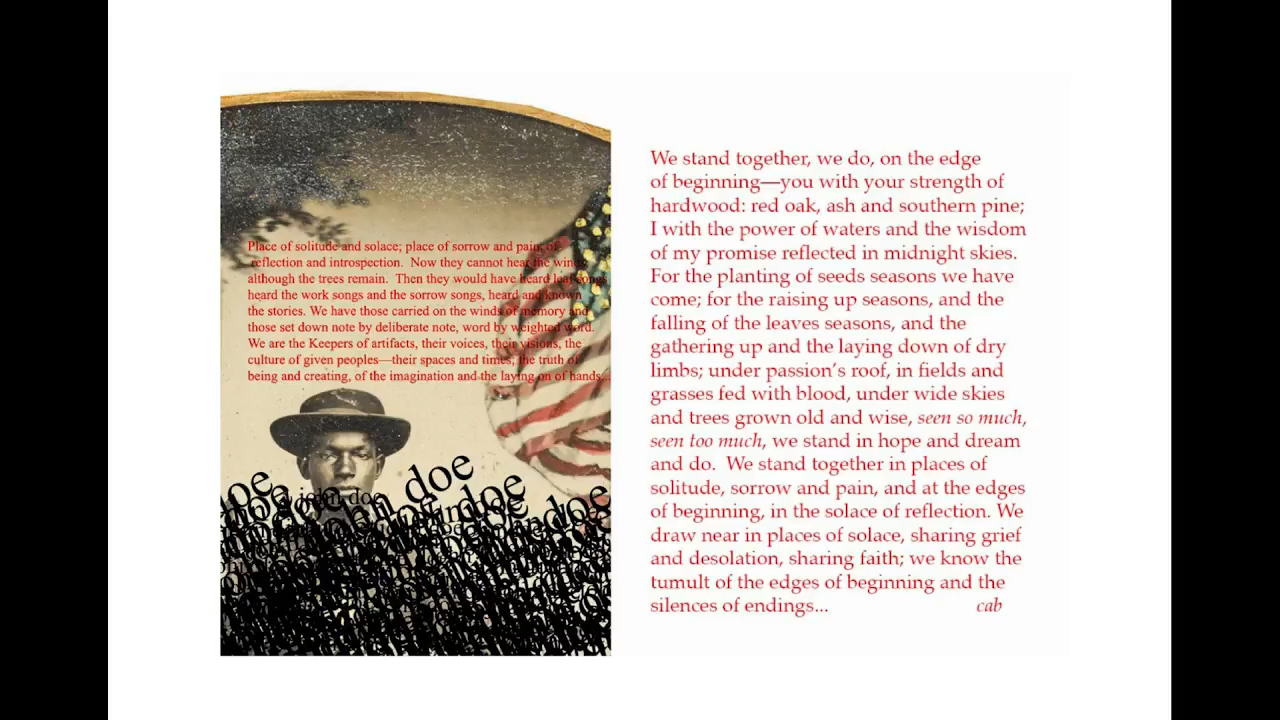 Place of solitude and solace; place of sorrow and pain; of
reflection and introspection. Now they cannot hear the wind
although the trees remain. Then they would have heard leaf songs
heard the work songs and the sorrow songs, heard and known
the stories. We have those carried on the winds of memory and
those set down note by deliberate note, word by weighted word.
We are the Keepers of artifacts, their voices, their visions, the
culture of given peoples—their spaces and times, the truth of
being and creating, of the imagination and the laying on of hands...
doe
john doe
doe
doe
doe
We stand together, we do, on the edge
of beginning—you with your strength of
hardwood: red oak, ash and southern pine;
I with the power of waters and the wisdom
of my promise reflected in midnight skies.
For the planting of seeds seasons we have
come; for the raising up seasons, and the
falling of the leaves seasons, and the
gathering up and the laying down of dry
limbs; under passion's roof, in fields and
grasses fed with blood, under wide skies
and trees grown old and wise, seen so much,
seen too much, we stand in hope and dream
and do. We stand together in places of
solitude, sorrow and pain, and at the edges
of beginning, in the solace of reflection. We
draw near in places of solace, sharing grief
and desolation, sharing faith; we know the
tumult of the edges of beginning and the
silences of endings... cab